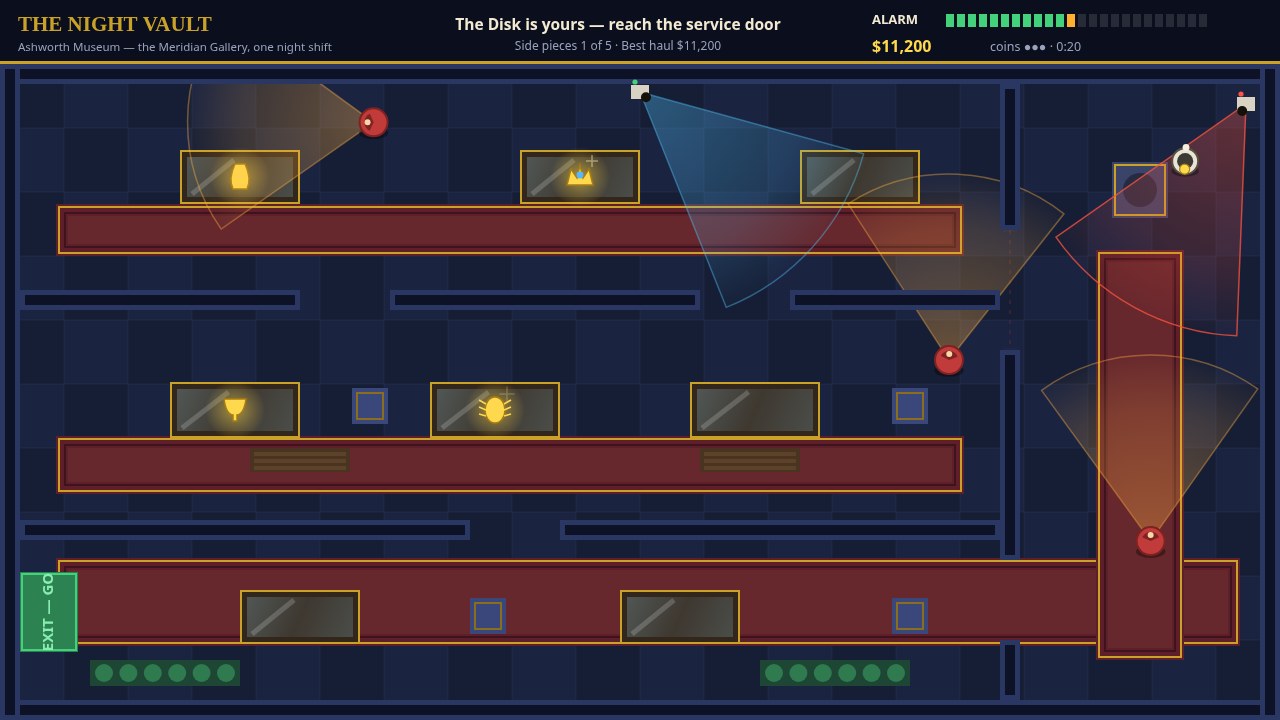 THE NIGHT VAULT
Ashworth Museum — the Meridian Gallery, one night shift
The Disk is yours — reach the service door
Side pieces 1 of 5 · Best haul $11,200
ALARM
$11,200
coins ●●● · 0:20
EXIT — GO